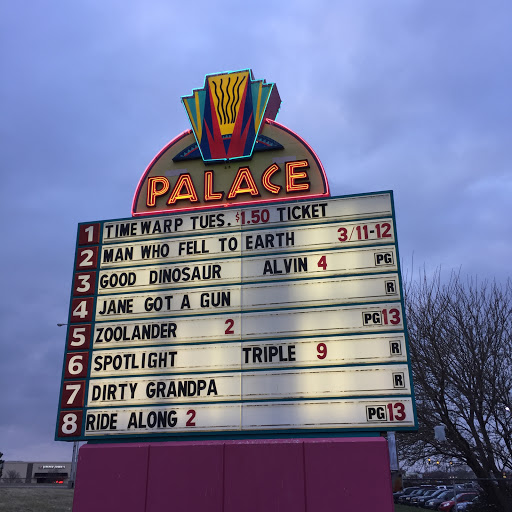 PALACE
1 TIME WARP TUES. $1.50 TICKET
2 MAN WHO FELL TO EARTH 3/11-12
3 GOOD DINOSAUR ALVIN 4 PG
4 JANE GOT A GUN R
5 ZOOLANDER 2 PG13
6 SPOTLIGHT TRIPLE 9 R
7 DIRTY GRANDPA R
8 RIDE ALONG 2 PG13